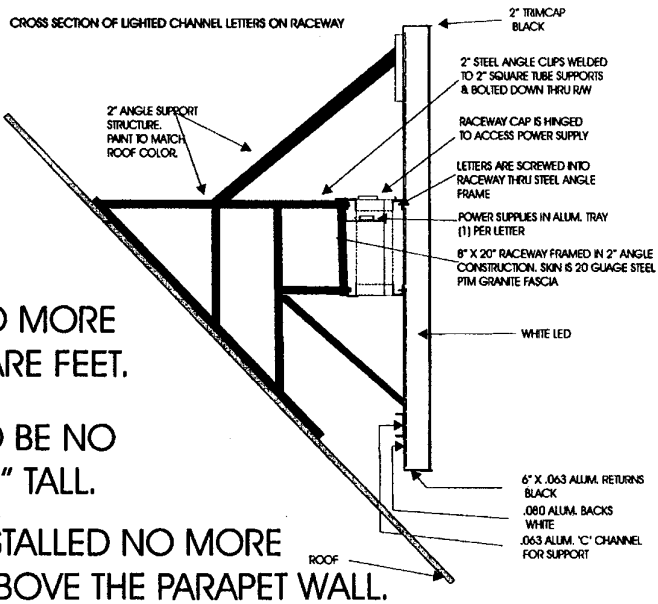 CROSS SECTION OF LIGHTED CHANNEL LETTERS ON RACEWAY
2" TRIMCAP
BLACK
2" STEEL ANGLE CLIPS WELDED
TO 2" SQUARE TUBE SUPPORTS
& BOLTED DOWN THRU R/W
2" ANGLE SUPPORT
STRUCTURE.
PAINT TO MATCH
ROOF COLOR.
RACEWAY CAP IS HINGED
TO ACCESS POWER SUPPLY
LETTERS ARE SCREWED INTO
RACEWAY THRU STEEL ANGLE
FRAME
POWER SUPPLIES IN ALUM. TRAY
(1) PER LETTER
8" X 20" RACEWAY FRAMED IN 2" ANGLE
CONSTRUCTION. SKIN IS 20 GUAGE STEEL
PTM GRANITE FASCIA
WHITE LED
MORE
ARE FEET.
BE NO
" TALL.
STALLED NO MORE
BOVE THE PARAPET WALL.
6" X .063 ALUM. RETURNS
BLACK
.080 ALUM. BACKS
WHITE
.063 ALUM. 'C' CHANNEL
FOR SUPPORT
ROOF